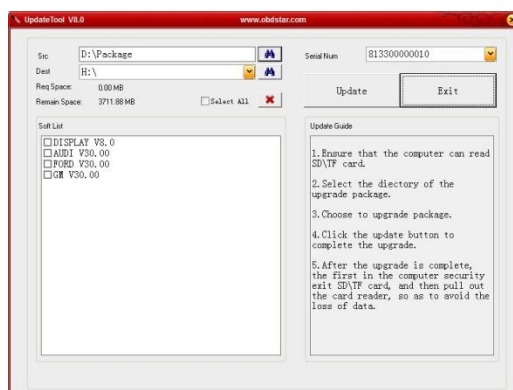 UpdateTool V8.0
www.obdstar.com
Src D:\Package
Dest H:\
Req Space: 0.00 MB
Remain Space: 3711.88 MB
Select All
Serial Num 813300000010
Update
Exit
Soft List
DISPLAY V8.0
AUDI V30.00
FORD V30.00
GM V30.00
Update Guide
1.Ensure that the computer can read
SD\TF card.
2.Select the diectory of the
upgrade package.
3.Choose to upgrade package.
4.Click the update button to
complete the upgrade.
5.After the upgrade is complete,
the first in the computer security
exit SD\TF card, and then pull out
the card reader, so as to avoid the
loss of data.